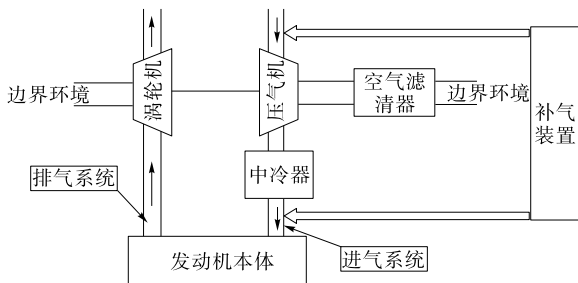 边界环境
涡轮机
压气机
空气滤
清器
边界环境
补气
装置
排气系统
中冷器
发动机本体
进气系统